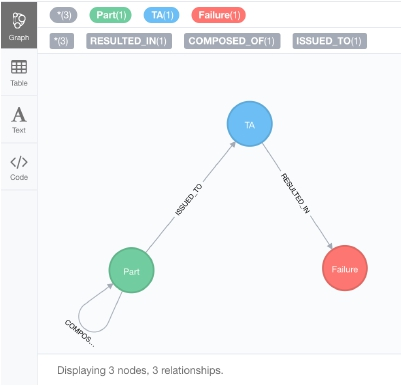 *(3) Part(1) TA(1) Failure(1)
*(3) RESULTED_IN(1) COMPOSED_OF(1) ISSUED_TO(1)
Graph
Table
Text
Code
A
</>
TA
ISSUED_TO
RESULTED_IN
Part
Failure
COMPOS...
Displaying 3 nodes, 3 relationships.